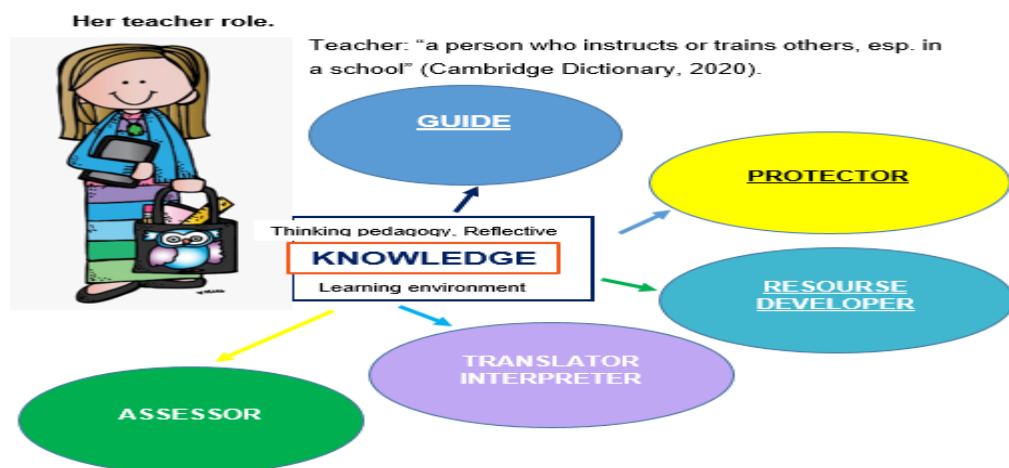 Her teacher role.
Teacher: “a person who instructs or trains others, esp. in
a school” (Cambridge Dictionary, 2020).
GUIDE
PROTECTOR
Thinking pedagogy, Reflective
KNOWLEDGE
Learning environment
RESOURSE
DEVELOPER
TRANSLATOR
INTERPRETER
ASSESSOR